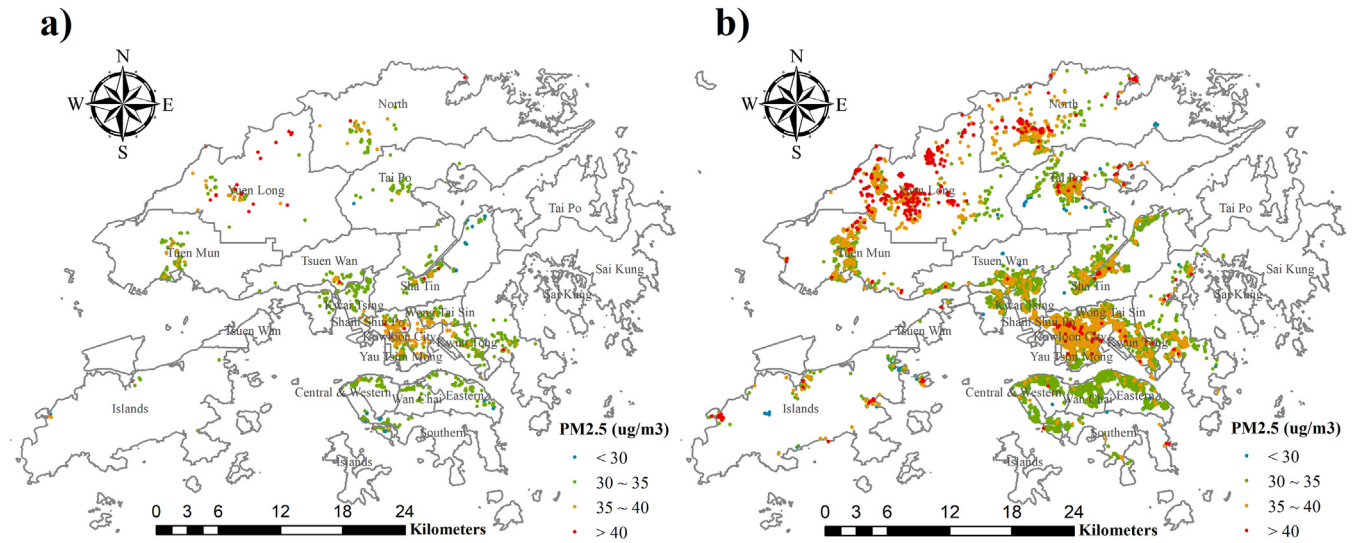 a)
N
W E
S
North
Yuen Long
Tai Po
Tai Po
Tuen Mun
Tsuen Wan
Sai Kung
Sha Tin
Sai Kung
Kwai Tsing
Wong Tai Sin
Sham Shui Po
Tsuen Wan
Kowloon City
Kwun Tong
Yau Tsim Mong
Central & Western
Eastern
Wan Chai
Islands
Southern
Islands
PM2.5 (ug/m3)
< 30
30 ~ 35
35 ~ 40
> 40
0 3 6 12 18 24
Kilometers
b)
N
W E
S
North
Yuen Long
Tai Po
Tai Po
Tuen Mun
Tsuen Wan
Sai Kung
Sha Tin
Sai Kung
Kwai Tsing
Wong Tai Sin
Sham Shui Po
Tsuen Wan
Kowloon City
Kwun Tong
Yau Tsim Mong
Central & Western
Eastern
Wan Chai
Islands
Southern
Islands
PM2.5 (ug/m3)
< 30
30 ~ 35
35 ~ 40
> 40
0 3 6 12 18 24
Kilometers